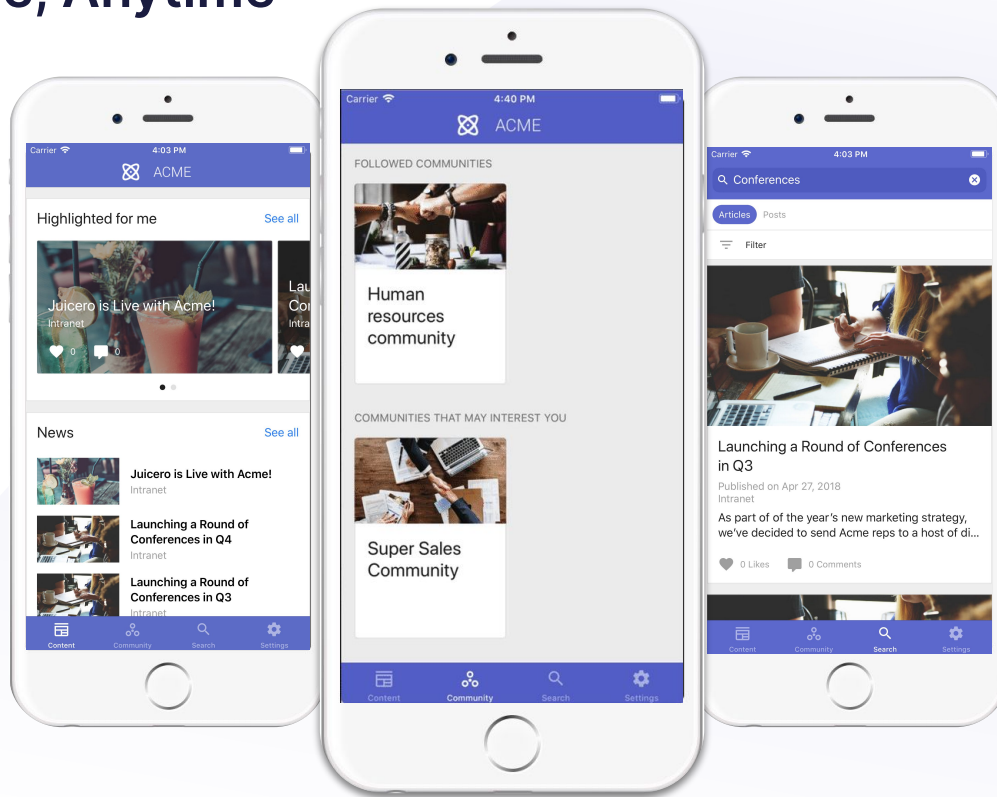 Anytime
Carrier
4:03 PM
ACME
Highlighted for me
See all
Juicero is Live with Acme!
Intranet
0
0
News
See all
Juicero is Live with Acme!
Intranet
Launching a Round of
Conferences in Q4
Intranet
Launching a Round of
Conferences in Q3
Intranet
Content
Community
Search
Settings
Carrier
4:40 PM
ACME
FOLLOWED COMMUNITIES
Human
resources
community
COMMUNITIES THAT MAY INTEREST YOU
Super Sales
Community
Content
Community
Search
Settings
Carrier
4:03 PM
Conferences
Articles
Posts
Filter
Launching a Round of Conferences
in Q3
Published on Apr 27, 2018
Intranet
As part of of the year's new marketing strategy,
we've decided to send Acme reps to a host of di...
0 Likes
0 Comments
Content
Community
Search
Settings